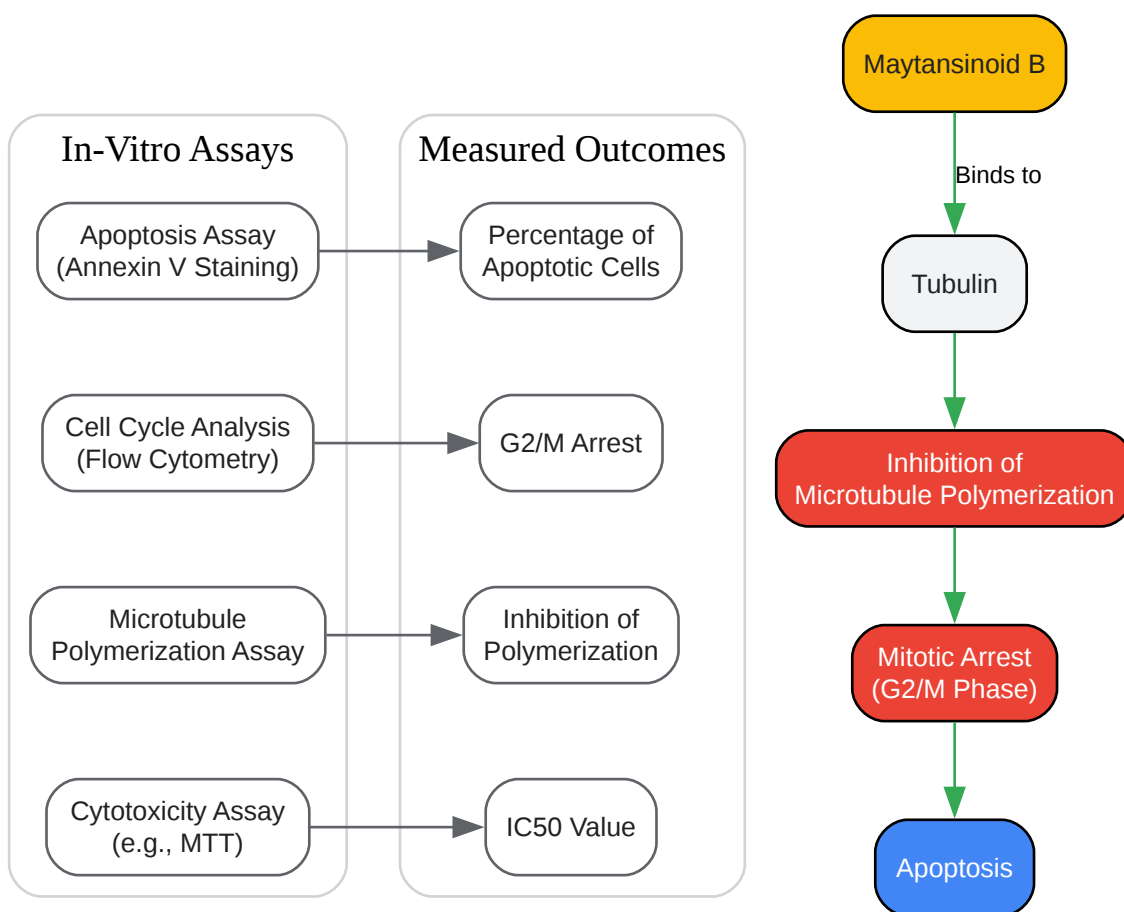 In-Vitro Assays
Apoptosis Assay
(Annexin V Staining)
Cell Cycle Analysis
(Flow Cytometry)
Microtubule
Polymerization Assay
Cytotoxicity Assay
(e.g., MTT)
Measured Outcomes
Percentage of
Apoptotic Cells
G2/M Arrest
Inhibition of
Polymerization
IC50 Value
Maytansinoid B
Binds to
Tubulin
Inhibition of
Microtubule Polymerization
Mitotic Arrest
(G2/M Phase)
Apoptosis